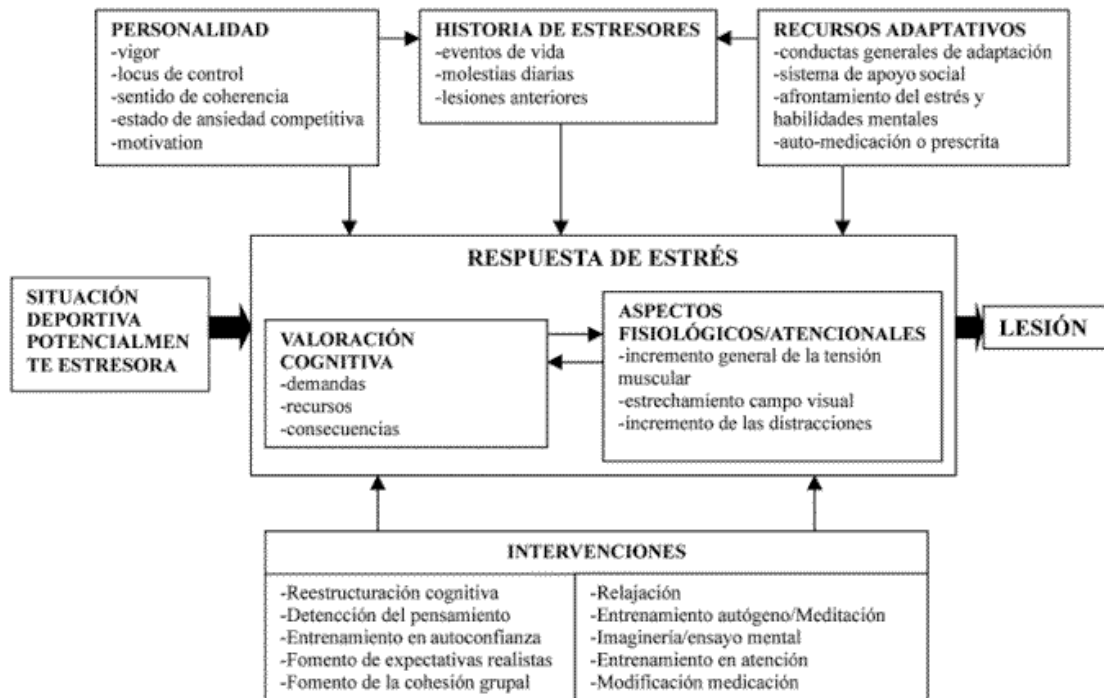 PERSONALIDAD
-vigor
-locus de control
-sentido de coherencia
-estado de ansiedad competitiva
-motivation
HISTORIA DE ESTRESORES
-eventos de vida
-molestias diarias
-lesiones anteriores
RECURSOS ADAPTATIVOS
-conductas generales de adaptación
-sistema de apoyo social
-afrontamiento del estrés y
habilidades mentales
-auto-medicación o prescrita
SITUACIÓN
DEPORTIVA
POTENCIALMEN
TE ESTRESORA
RESPUESTA DE ESTRÉS
VALORACIÓN
COGNITIVA
-demandas
-recursos
-consecuencias
ASPECTOS
FISIOLÓGICOS/ATENCIONALES
-incremento general de la tensión
muscular
-estrechamiento campo visual
-incremento de las distracciones
LESIÓN
INTERVENCIONES
-Reestructuración cognitiva
-Detencción del pensamiento
-Entrenamiento en autoconfianza
-Fomento de expectativas realistas
-Fomento de la cohesión grupal
-Relajación
-Entrenamiento autógeno/Meditación
-Imaginería/ensayo mental
-Entrenamiento en atención
-Modificación medicación